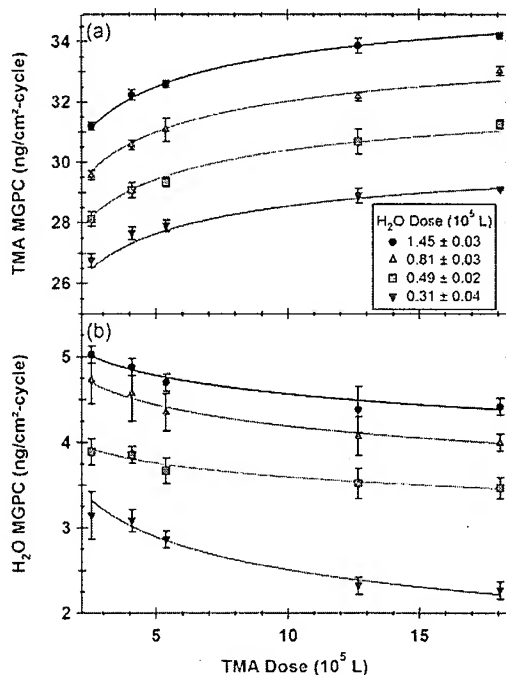 (a)
34
32
30
28
26
TMA MGPC (ng/cm²-cycle)
H₂O Dose (10⁵ L)
1.45 ± 0.03
0.81 ± 0.03
0.49 ± 0.02
0.31 ± 0.04
(b)
5
4
3
2
H₂O MGPC (ng/cm²-cycle)
5
10
15
TMA Dose (10⁵ L)